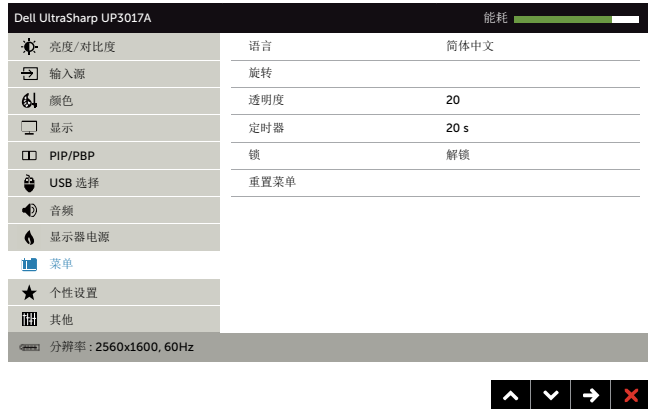 Dell UltraSharp UP3017A 能耗
亮度/对比度 语言 简体中文
输入源 旋转
颜色 透明度 20
显示 定时器 20 s
PIP/PBP 锁 解锁
USB 选择 重置菜单
音频
显示器电源
菜单
个性设置
其他
分辨率 : 2560x1600, 60Hz